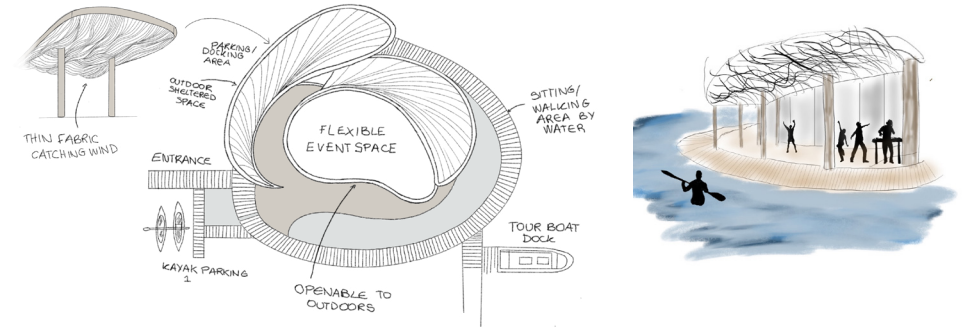 THIN FABRIC
CATCHING WIND
PARKING/
DOCKING
AREA
OUTDOOR
SHELTERED
SPACE
ENTRANCE
KAYAK PARKING
1
FLEXIBLE
EVENT SPACE
OPENABLE TO
OUTDOORS
SITTING/
WALKING
AREA BY
WATER
TOUR BOAT
DOCK